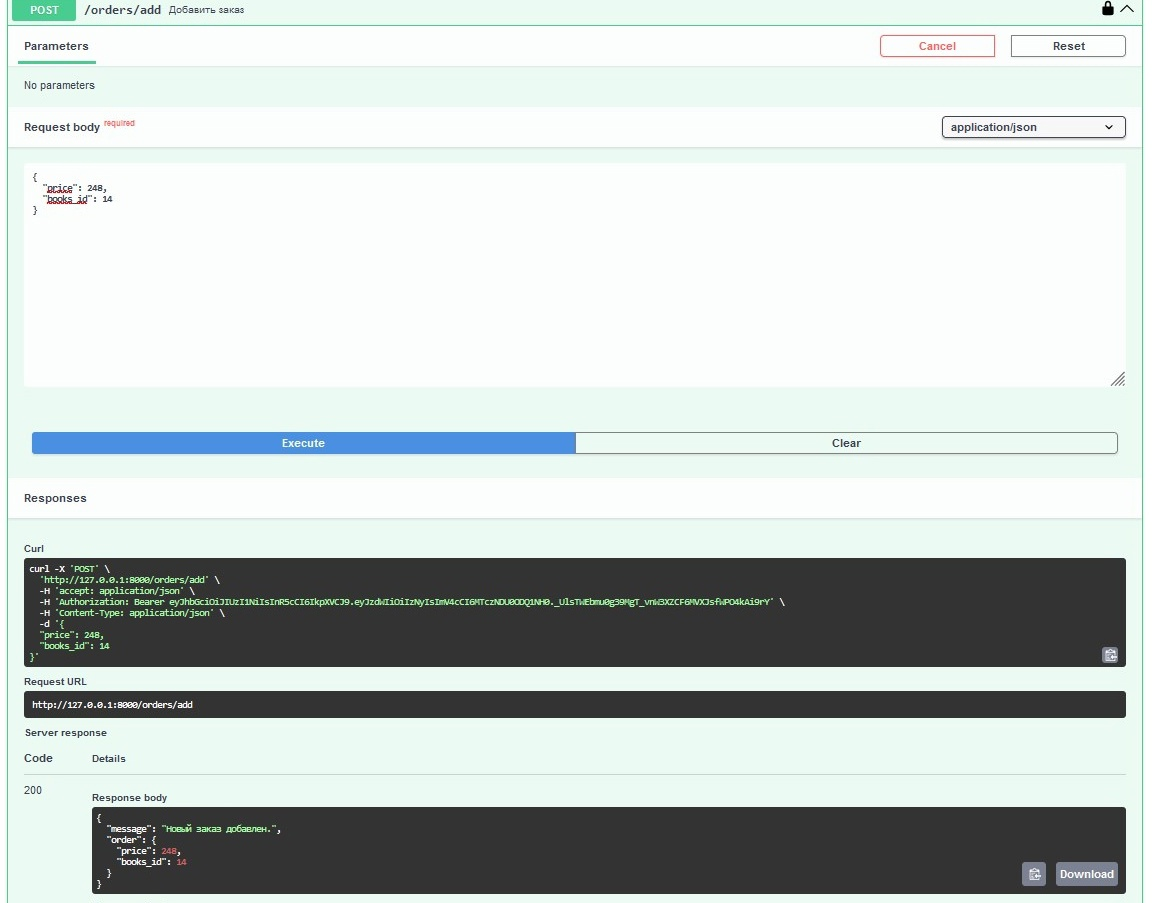 POST /orders/add Добавить заказ
Parameters
Cancel
Reset
No parameters
Request body required
application/json
{
"price": 248,
"books_id": 14
}
Execute
Clear
Responses
Curl
curl -X 'POST' \
'http://127.0.0.1:8000/orders/add' \
-H 'accept: application/json' \
-H 'Authorization: Bearer
-H 'Content-Type: application/json' \
-d '{
"price": 248,
"books_id": 14
}'
Request URL
http://127.0.0.1:8000/orders/add
Server response
Code Details
200
Response body
{
"message": "Новый заказ добавлен.",
"order": {
"price": 248,
"books_id": 14
}
}
Download